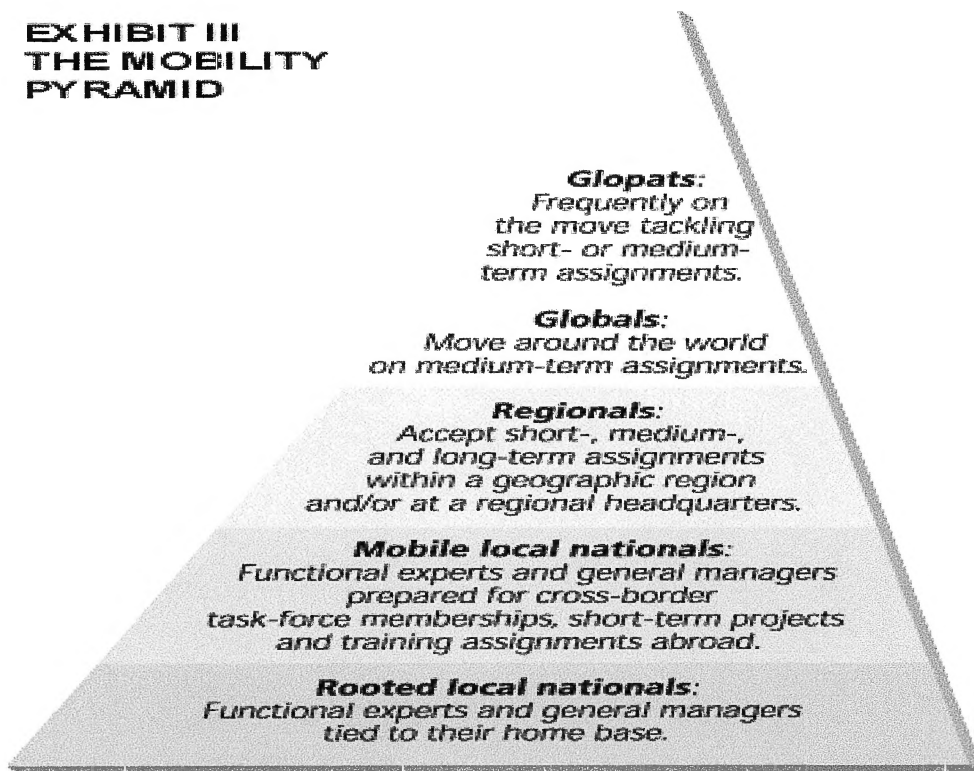 EXHIBIT III
THE MOBILITY
PYRAMID
Glopats:
Frequently on
the move tackling
short- or medium-
term assignments.
Globals:
Move around the world
on medium-term assignments.
Regionals:
Accept short-, medium-,
and long-term assignments
within a geographic region
and/or at a regional headquarters.
Mobile local nationals:
Functional experts and general managers
prepared for cross-border
task-force memberships, short-term projects
and training assignments abroad.
Rooted local nationals:
Functional experts and general managers
tied to their home base.